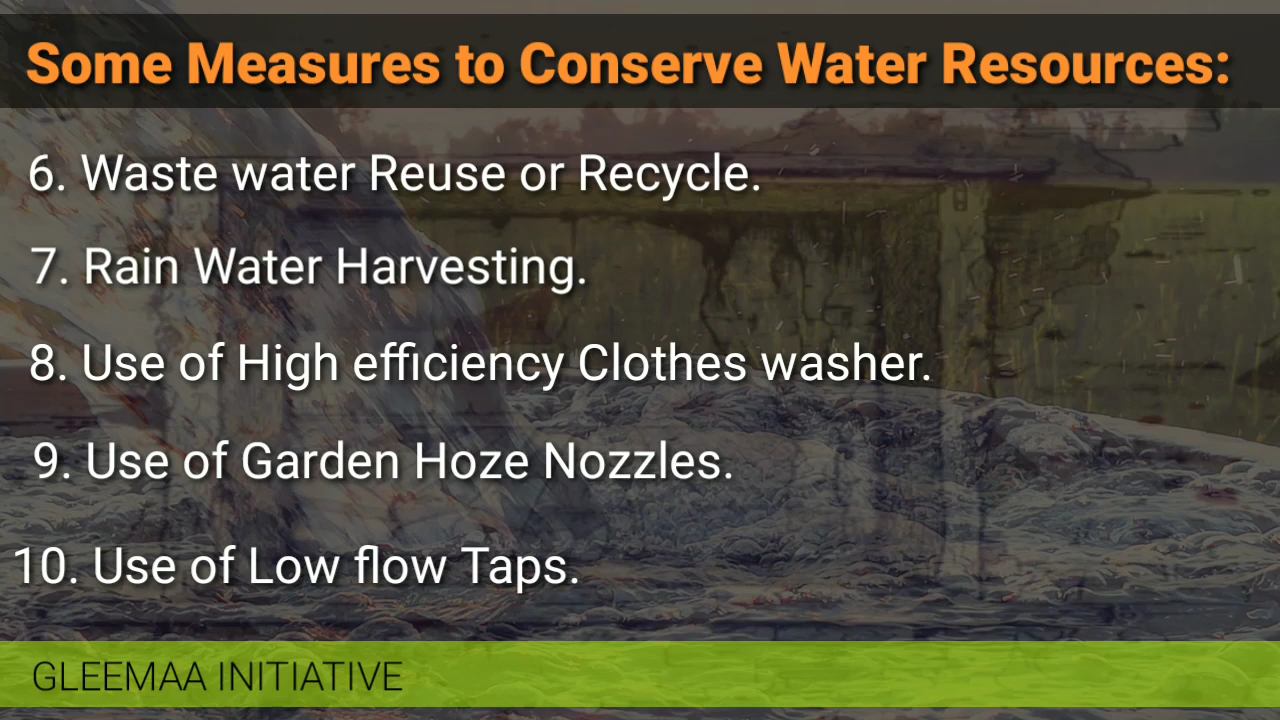 Some Measures to Conserve Water Resources:
6. Waste water Reuse or Recycle.
7. Rain Water Harvesting.
8. Use of High efficiency Clothes washer.
9. Use of Garden Hoze Nozzles.
10. Use of Low flow Taps.
GLEEMAA INITIATIVE